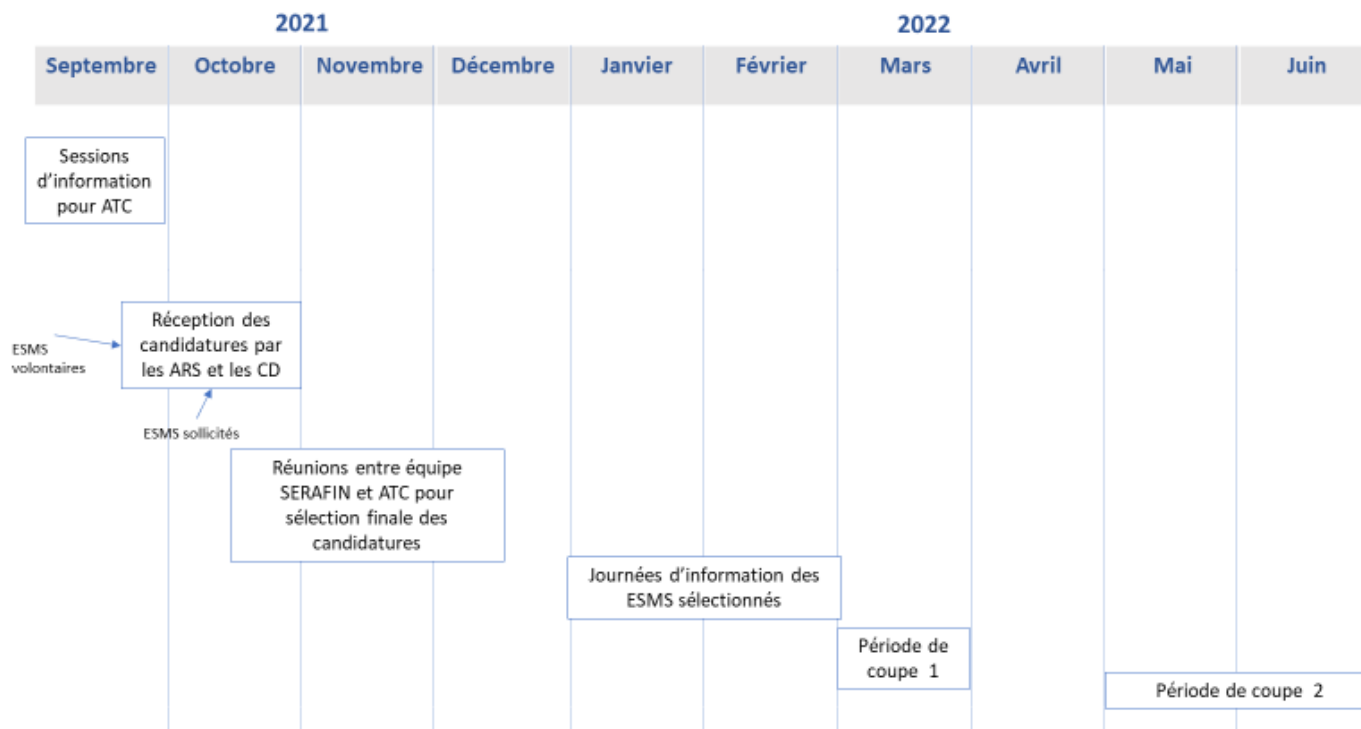 2021
2022
Septembre
Octobre
Novembre
Décembre
Janvier
Février
Mars
Avril
Mai
Juin
Sessions
d'information
pour ATC
Réception des
candidatures par
les ARS et les CD
ESMS
volontaires
ESMS sollicités
Réunions entre équipe
SERAFIN et ATC pour
sélection finale des
candidatures
Journées d'information des
ESMS sélectionnés
Période de
coupe 1
Période de coupe 2